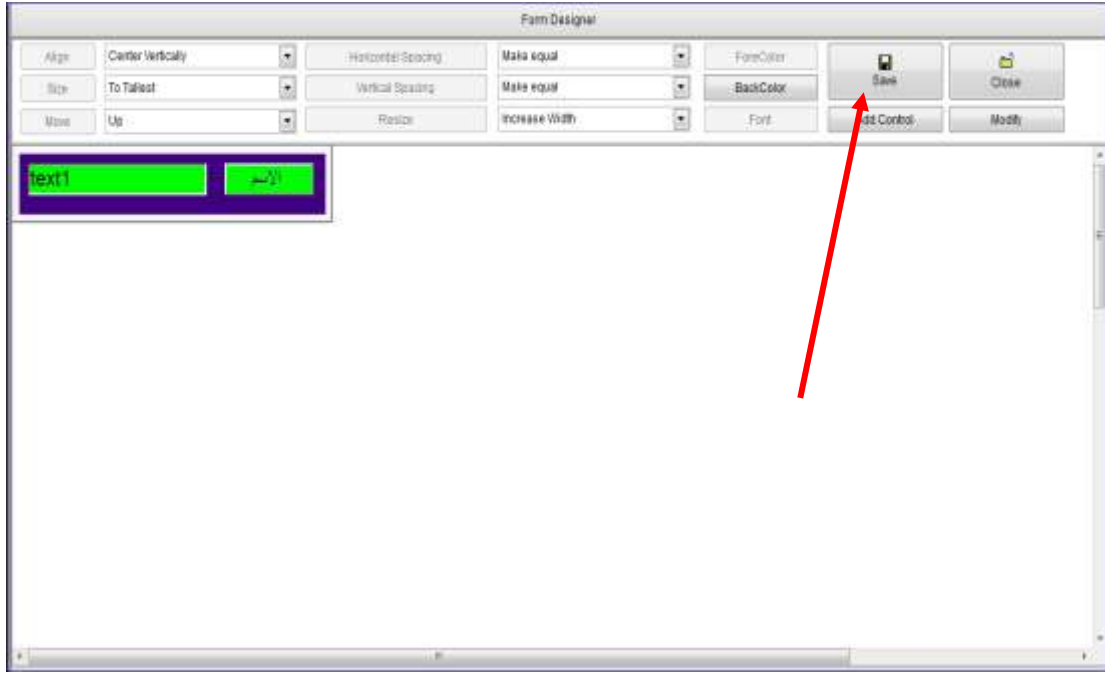 Form Designer
Align Center Vertically Horizontal Spacing Make equal ForeColor Save Close
Size To Tallest Vertical Spacing Make equal BackColor
Move Up Resize Increase Width Font Add Control Modify
text1 الاسم